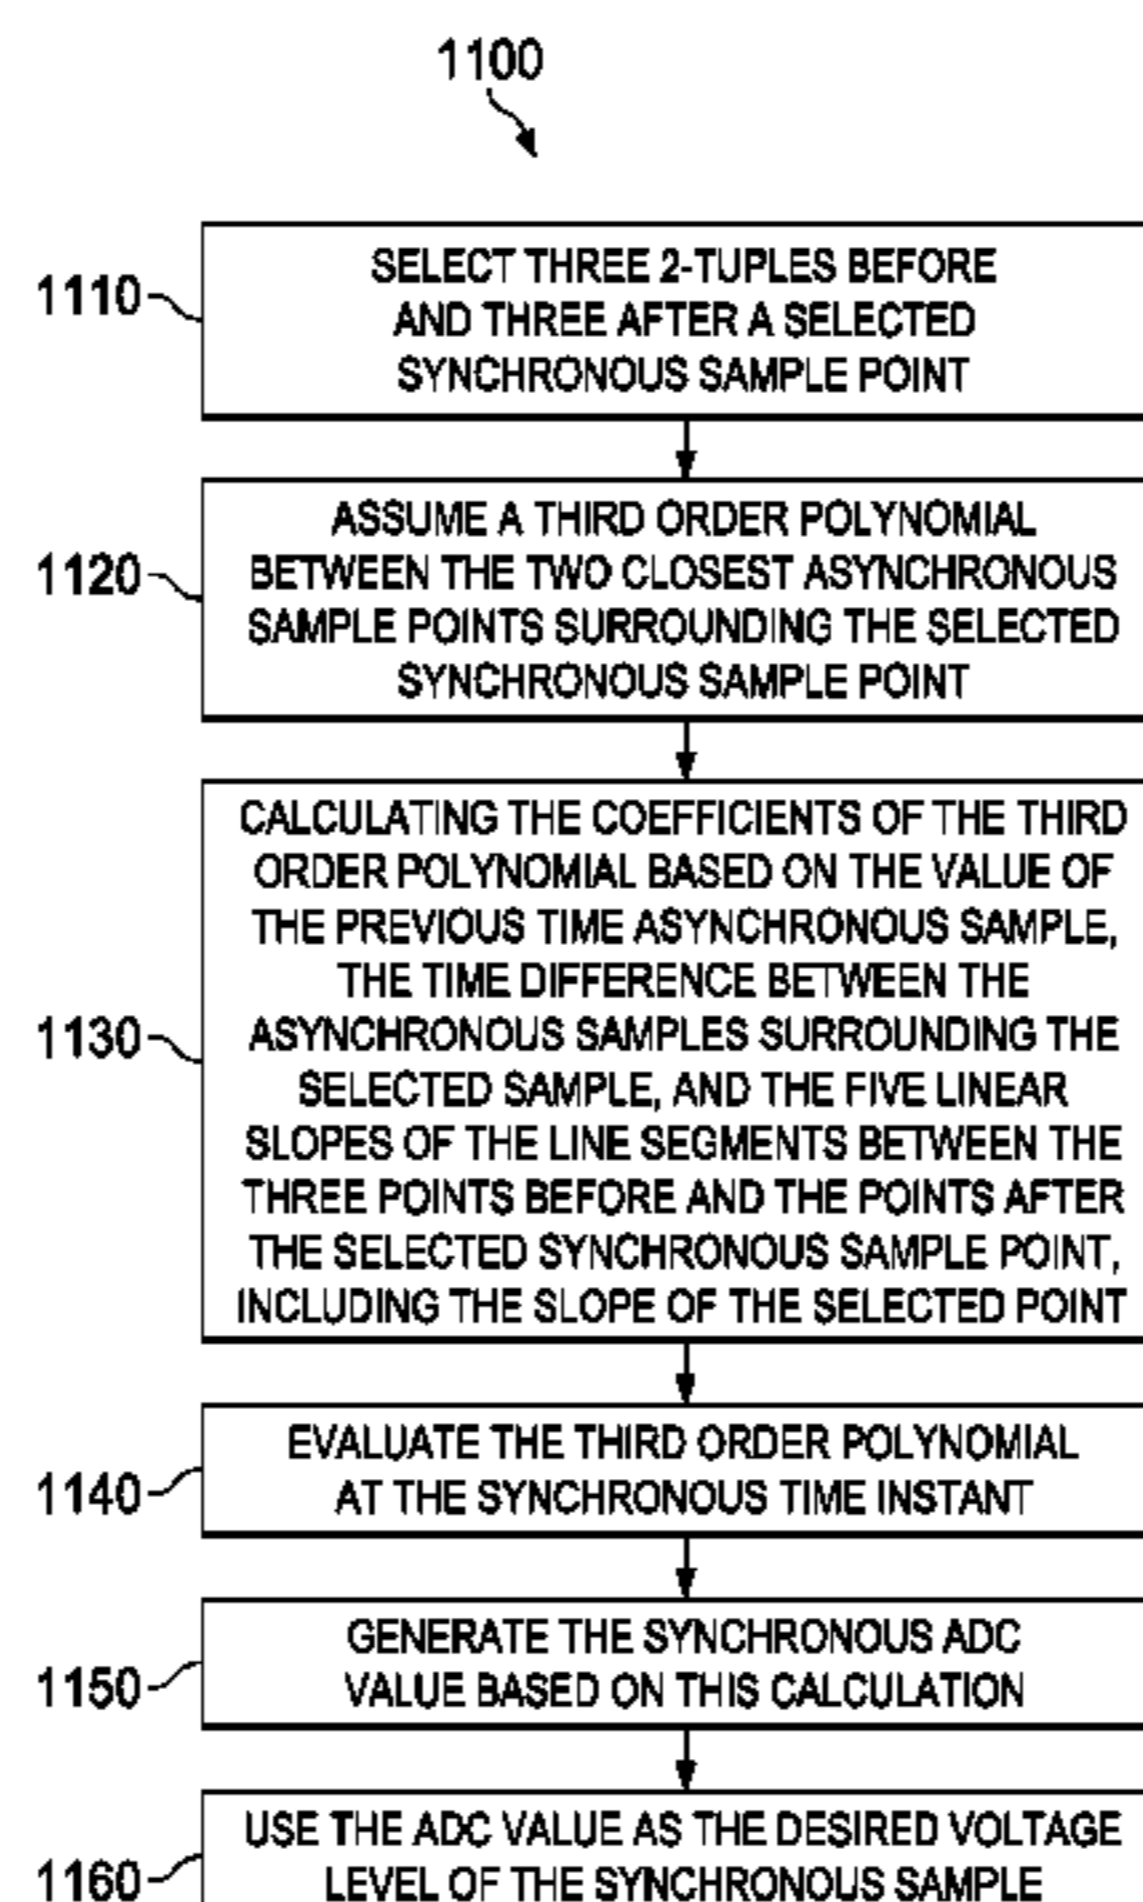 1100
1110
SELECT THREE 2-TUPLES BEFORE
AND THREE AFTER A SELECTED
SYNCHRONOUS SAMPLE POINT
1120
ASSUME A THIRD ORDER POLYNOMIAL
BETWEEN THE TWO CLOSEST ASYNCHRONOUS
SAMPLE POINTS SURROUNDING THE SELECTED
SYNCHRONOUS SAMPLE POINT
1130
CALCULATING THE COEFFICIENTS OF THE THIRD
ORDER POLYNOMIAL BASED ON THE VALUE OF
THE PREVIOUS TIME ASYNCHRONOUS SAMPLE,
THE TIME DIFFERENCE BETWEEN THE
ASYNCHRONOUS SAMPLES SURROUNDING THE
SELECTED SAMPLE, AND THE FIVE LINEAR
SLOPES OF THE LINE SEGMENTS BETWEEN THE
THREE POINTS BEFORE AND THE POINTS AFTER
THE SELECTED SYNCHRONOUS SAMPLE POINT,
INCLUDING THE SLOPE OF THE SELECTED POINT
1140
EVALUATE THE THIRD ORDER POLYNOMIAL
AT THE SYNCHRONOUS TIME INSTANT
1150
GENERATE THE SYNCHRONOUS ADC
VALUE BASED ON THIS CALCULATION
1160
USE THE ADC VALUE AS THE DESIRED VOLTAGE
LEVEL OF THE SYNCHRONOUS SAMPLE